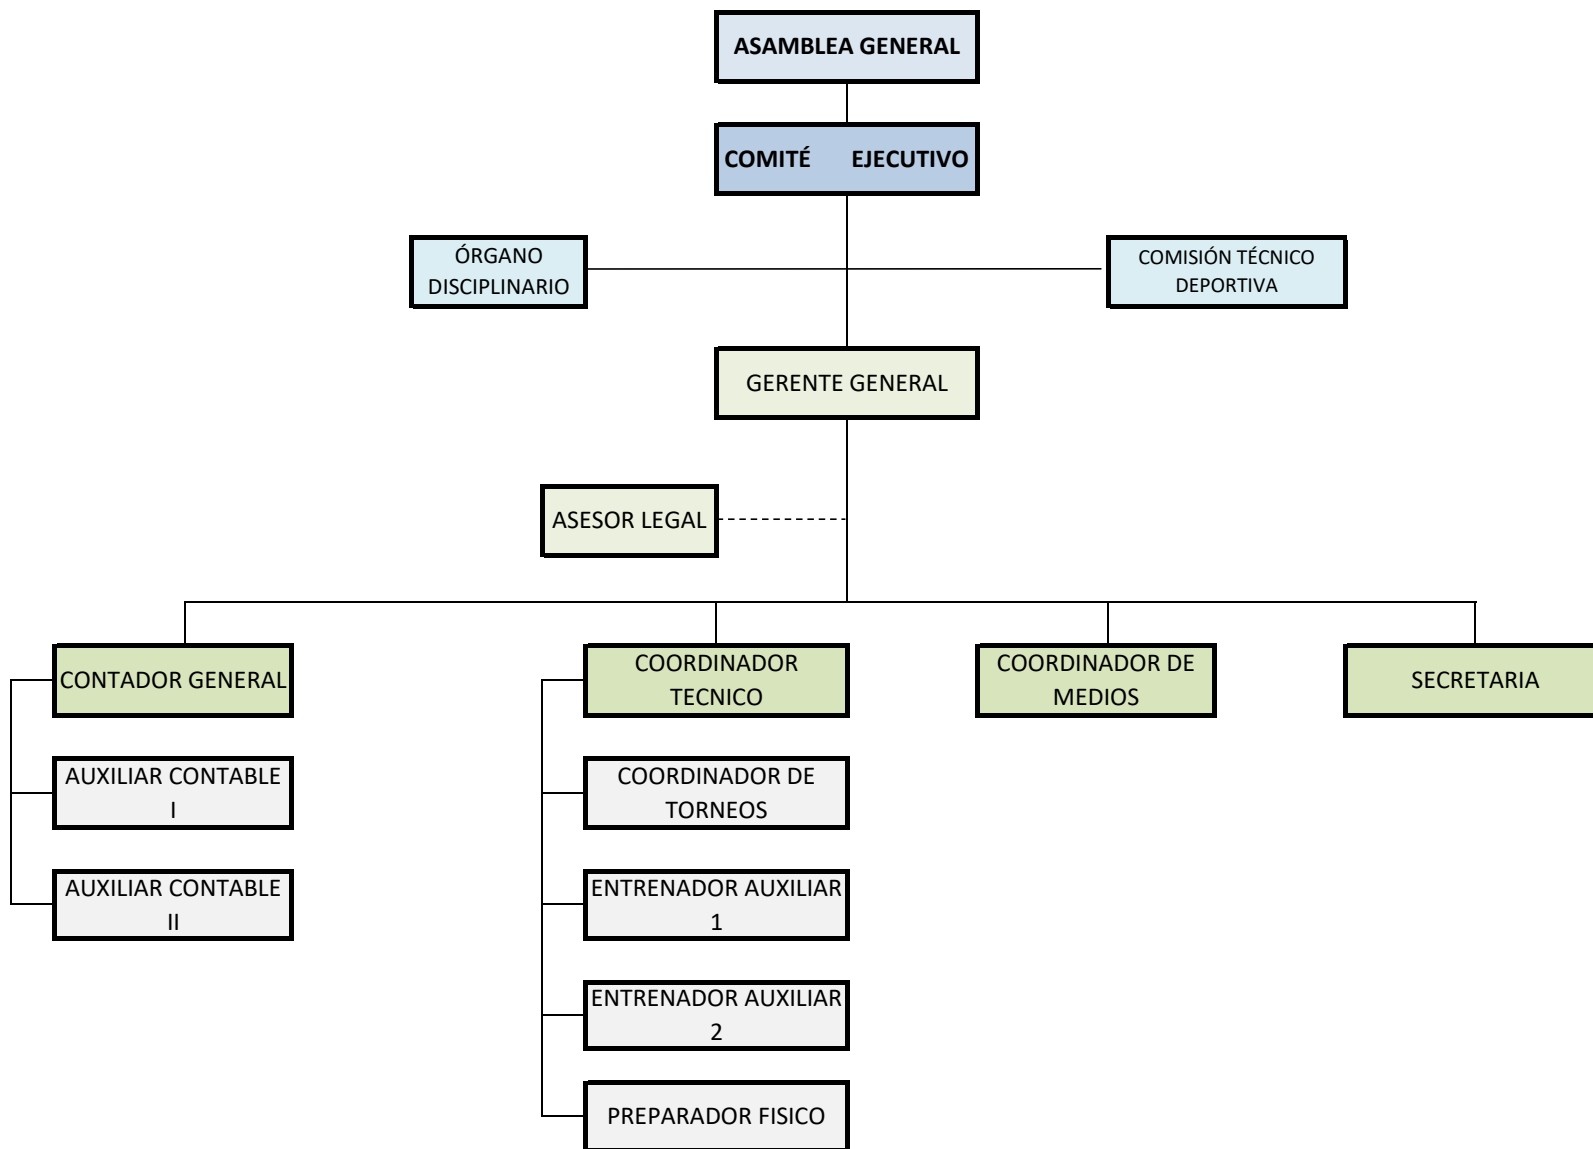 ASAMBLEA GENERAL
COMITÉ EJECUTIVO
ÓRGANO
DISCIPLINARIO
COMISIÓN TÉCNICO
DEPORTIVA
GERENTE GENERAL
ASESOR LEGAL
CONTADOR GENERAL
COORDINADOR
TECNICO
COORDINADOR DE
MEDIOS
SECRETARIA
AUXILIAR CONTABLE
I
COORDINADOR DE
TORNEOS
AUXILIAR CONTABLE
II
ENTRENADOR AUXILIAR
1
ENTRENADOR AUXILIAR
2
PREPARADOR FISICO